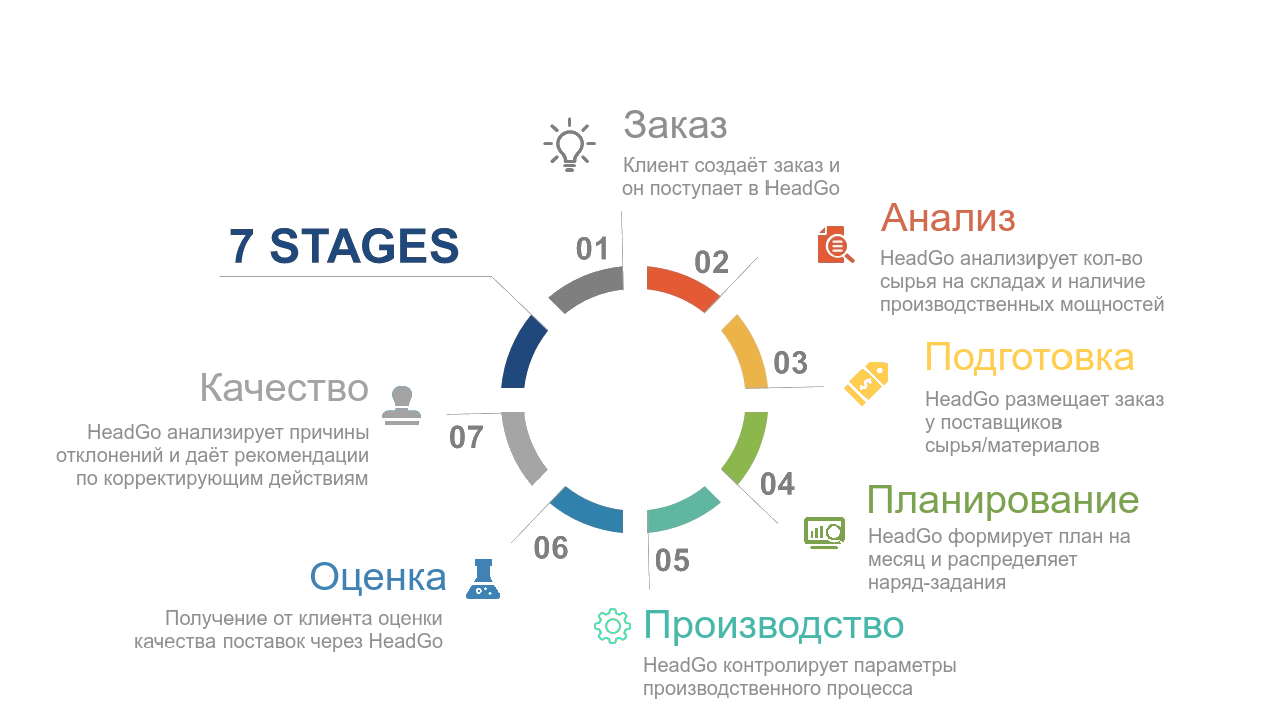 7 STAGES
01
Заказ
Клиент создаёт заказ и
он поступает в HeadGo
02
Анализ
HeadGo анализирует кол-во
сырья на складах и наличие
производственных мощностей
03
Подготовка
HeadGo размещает заказ
у поставщиков
сырья/материалов
04
Планирование
HeadGo формирует план на
месяц и распределяет
наряд-задания
05
Производство
HeadGo контролирует параметры
производственного процесса
06
Оценка
Получение от клиента оценки
качества поставок через HeadGo
07
Качество
HeadGo анализирует причины
отклонений и даёт рекомендации
по корректирующим действиям